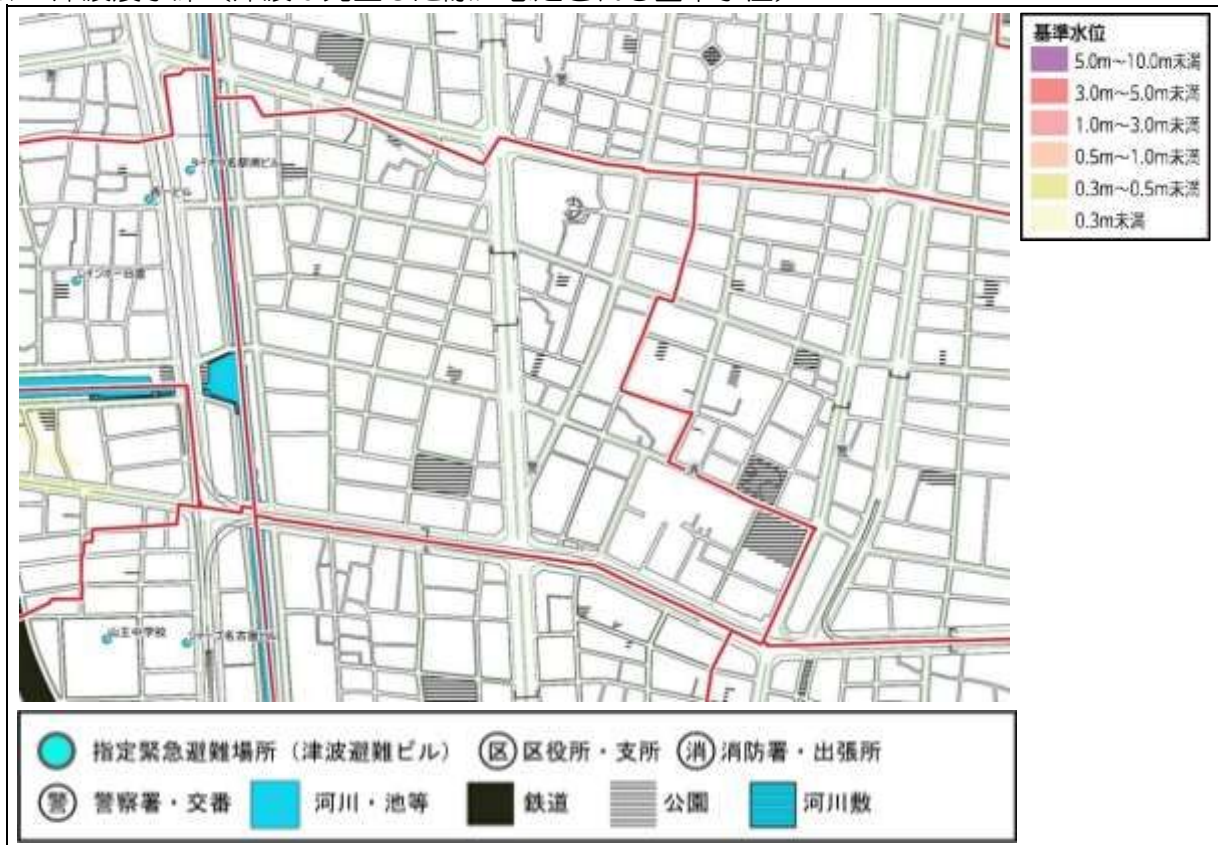 基準水位
5.0m～10.0m未満
3.0m～5.0m未満
1.0m～3.0m未満
0.5m～1.0m未満
0.3m～0.5m未満
0.3m未満
山王中学校
指定緊急避難場所（津波避難ビル）
区 区役所・支所
消 消防署・出張所
警 警察署・交番
河川・池等
鉄道
公園
河川敷